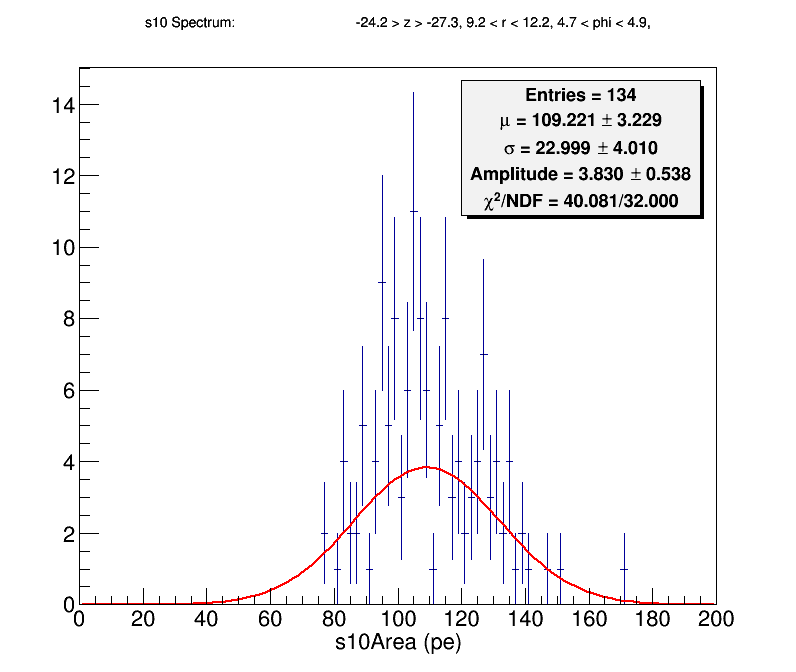 s10 Spectrum: -24.2 > z > -27.3, 9.2 < r < 12.2, 4.7 < phi < 4.9,
Entries = 134
μ = 109.221 ± 3.229
σ = 22.999 ± 4.010
Amplitude = 3.830 ± 0.538
χ²/NDF = 40.081/32.000
14
12
10
8
6
4
2
0
0 20 40 60 80 100 120 140 160 180 200
s10Area (pe)